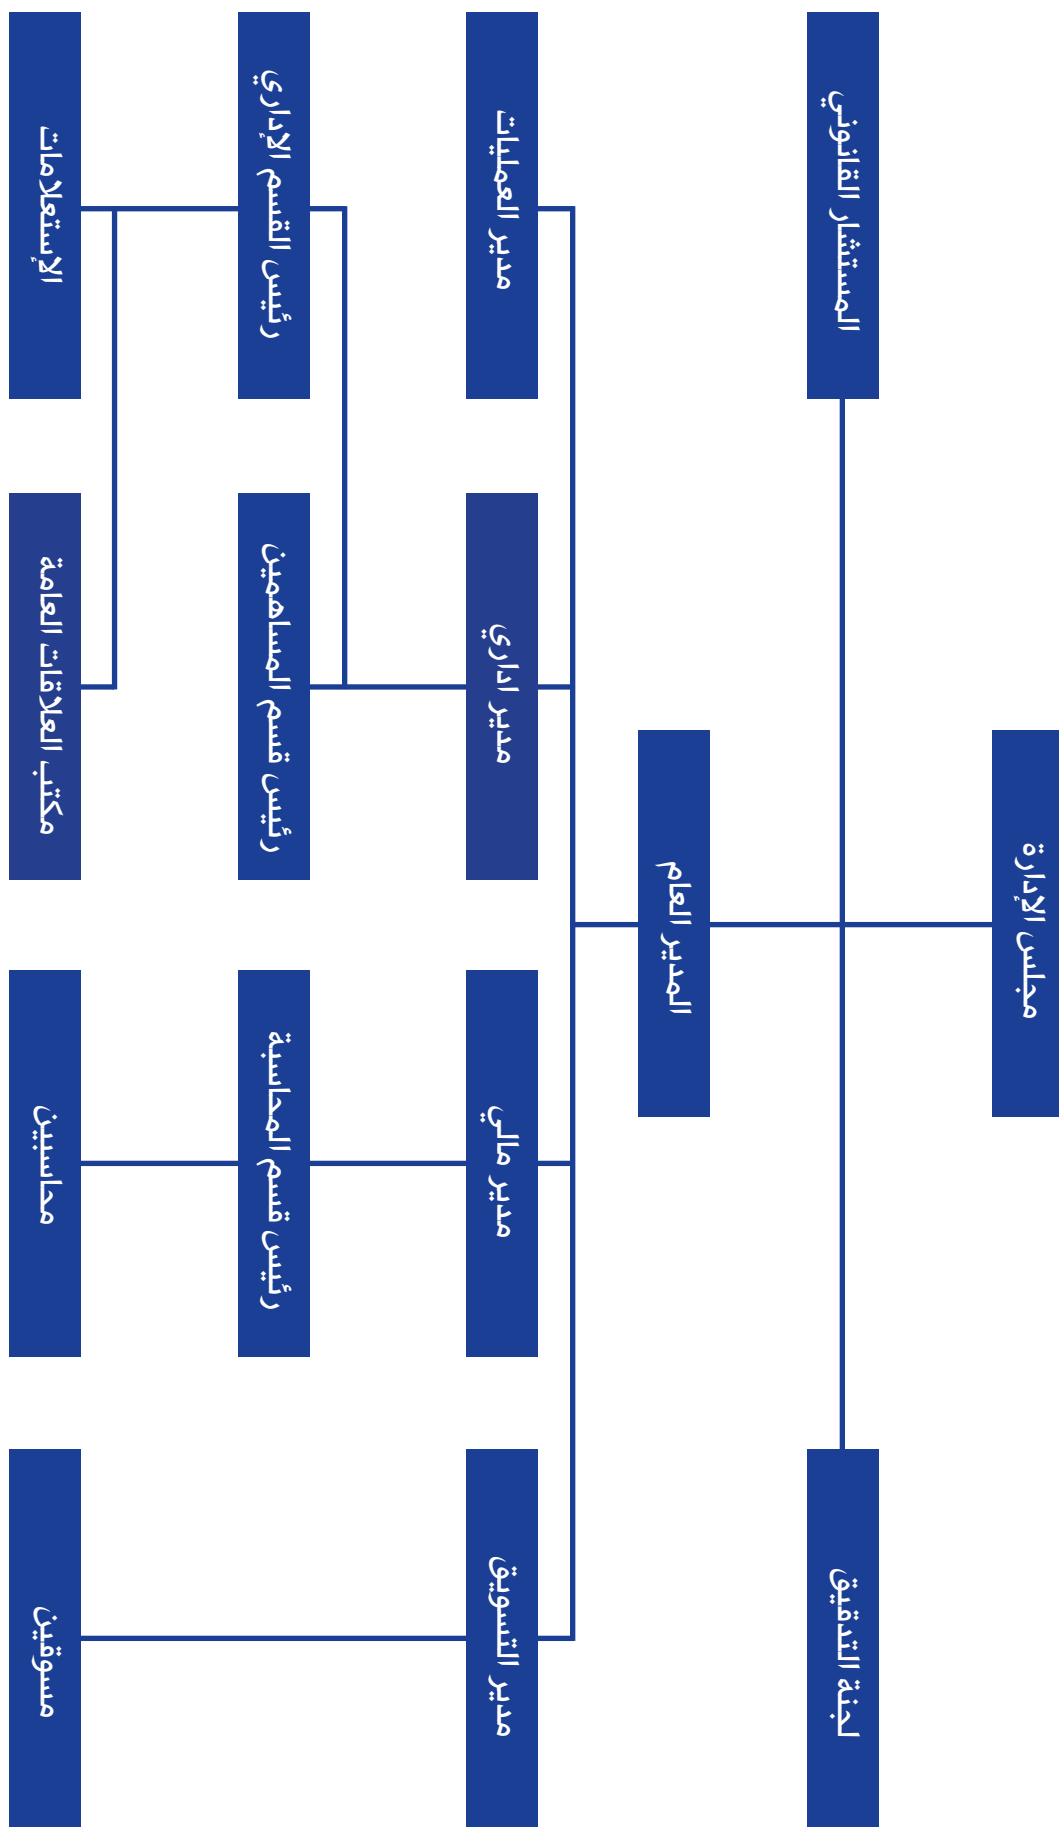 مجلس الإدارة
لجنة التدقيق
المستشار القانوني
المدير العام
مدير التسويق
مدير مالي
مدير اداري
مدير العمليات
رئيس قسم المحاسبة
رئيس قسم المساهمين
رئيس القسم الإداري
مسوقين
محاسبين
مكتب العلاقات العامة
الإستعلامات